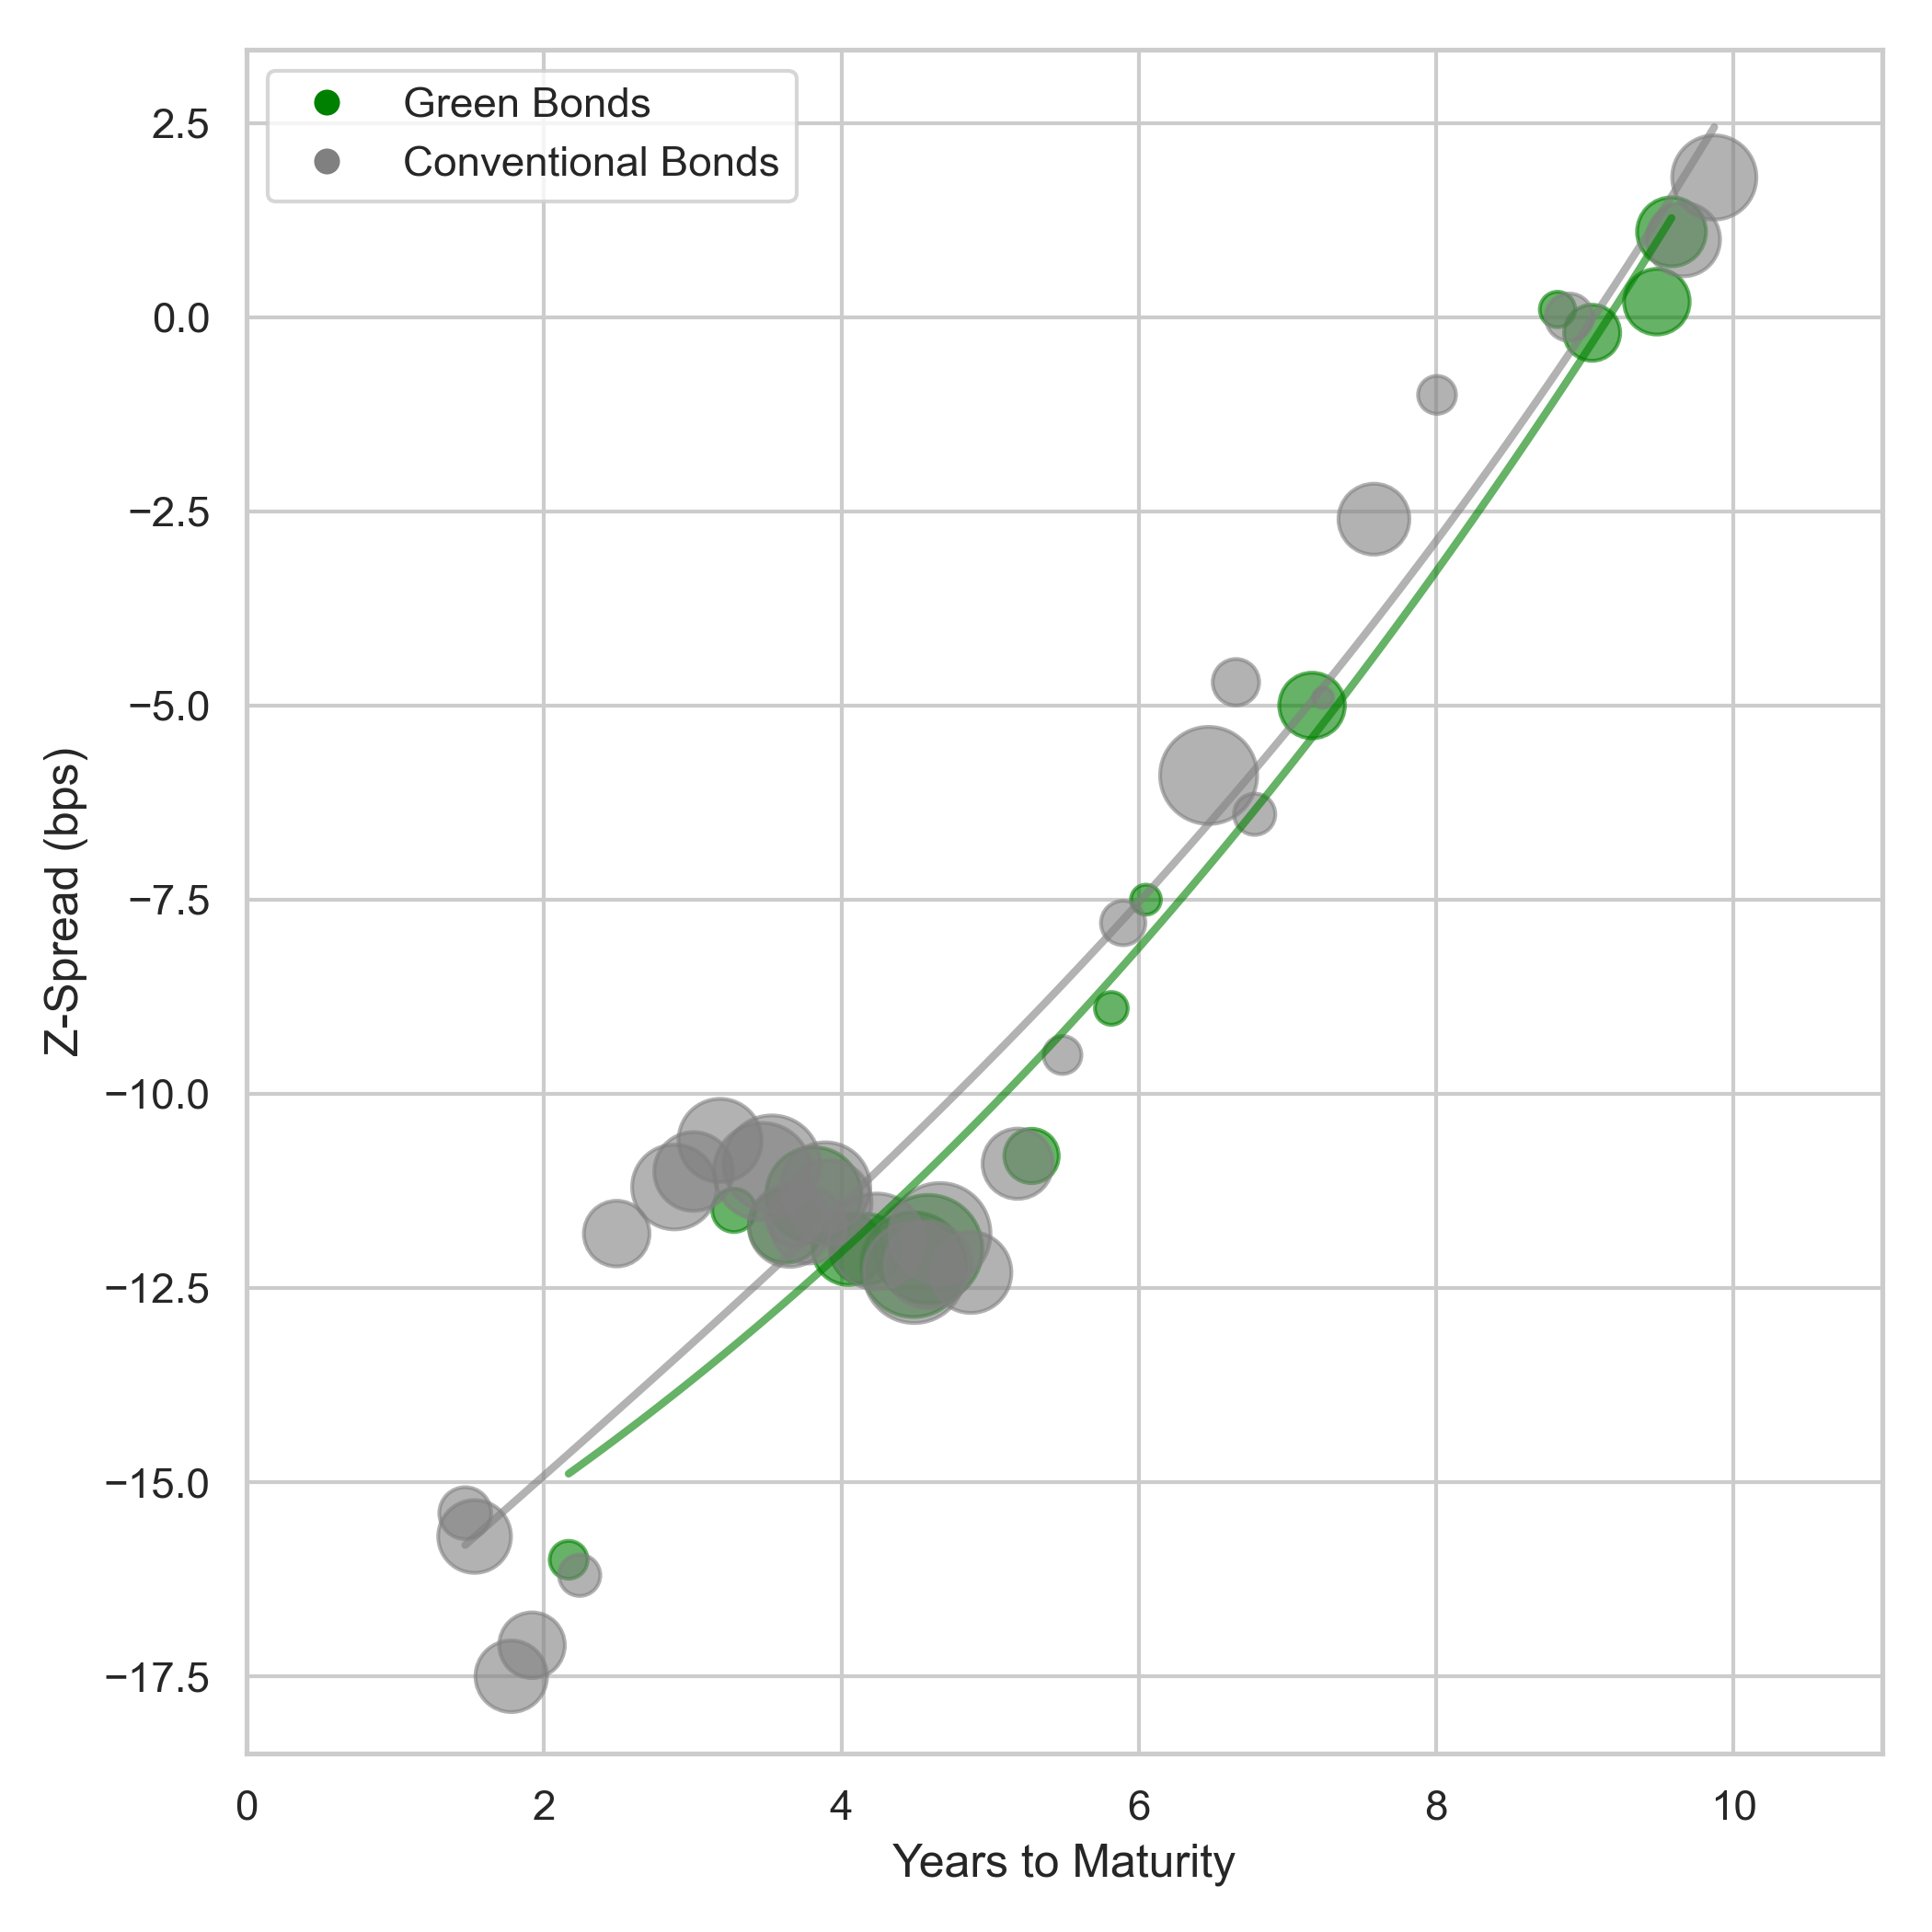 Green Bonds
Conventional Bonds
2.5
0.0
−2.5
−5.0
−7.5
−10.0
−12.5
−15.0
−17.5
Z-Spread (bps)
0 2 4 6 8 10
Years to Maturity